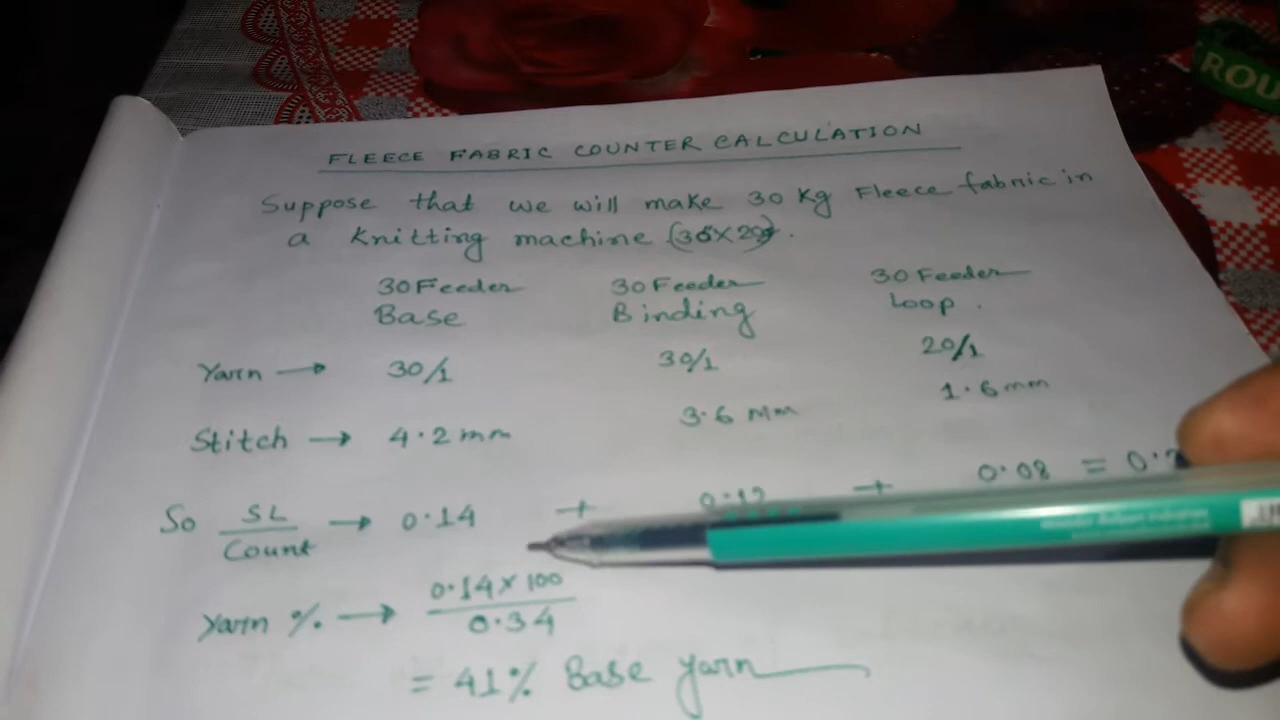 FLEECE FABRIC COUNTER CALCULATION
Suppose that we will make 30 Kg Fleece fabric in
a Knitting machine
30 Feeder 30 Feeder 30 Feeder
Base Binding Loop.
Yarn → 30/1 30/1 20/1
Stitch → 4.2 mm 3.6 mm 1.6 mm
So SL/Count → 0.14 + 0.12 + 0.08 =
Yarn % → 0.14 X 100 / 0.34
= 41% Base yarn
ROU